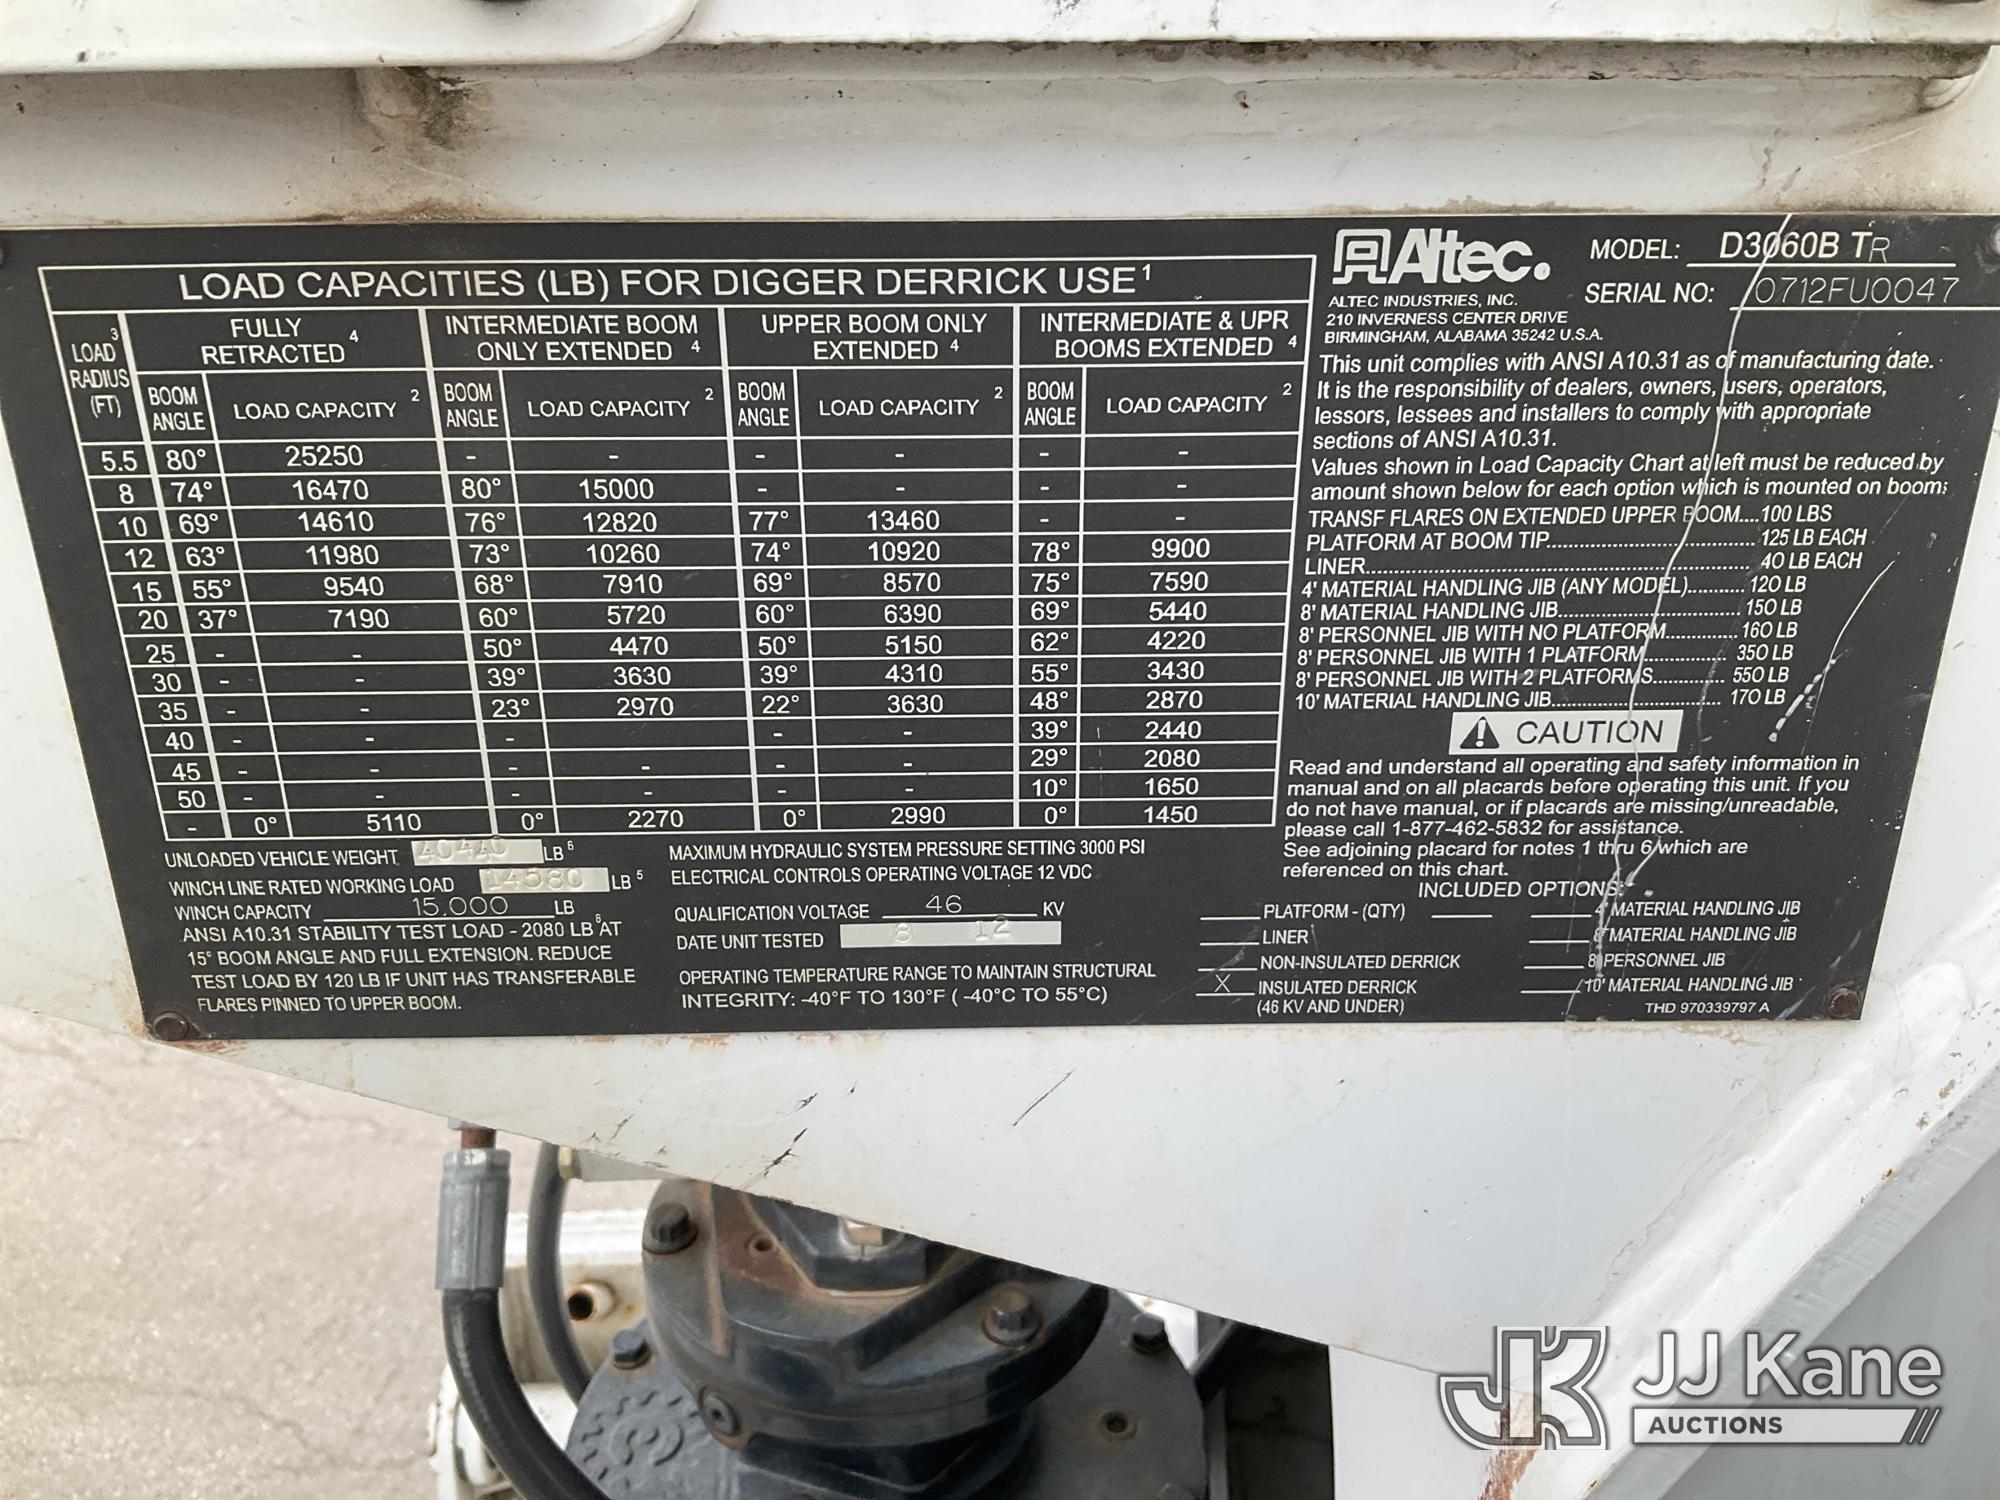 LOAD CAPACITIES (LB) FOR DIGGER DERRICK USE 1
LOAD 3 RADIUS (FT)
FULLY RETRACTED 4
INTERMEDIATE BOOM ONLY EXTENDED 4
UPPER BOOM ONLY EXTENDED 4
INTERMEDIATE & UPR BOOMS EXTENDED 4
BOOM ANGLE LOAD CAPACITY 2 BOOM ANGLE LOAD CAPACITY 2 BOOM ANGLE LOAD CAPACITY 2 BOOM ANGLE LOAD CAPACITY 2
5.5 80° 25250 - - - - - -
8 74° 16470 80° 15000 - - - -
10 69° 14610 76° 12820 77° 13460 - -
12 63° 11980 73° 10260 74° 10920 78° 9900
15 55° 9540 68° 7910 69° 8570 75° 7590
20 37° 7190 60° 5720 60° 6390 69° 5440
25 - - 50° 4470 50° 5150 62° 4220
30 - - 39° 3630 39° 4310 55° 3430
35 - - 23° 2970 22° 3630 48° 2870
40 - - - - - 39° 2440
45 - - - - - - 29° 2080
50 - - - - - - 10° 1650
- 0° 5110 0° 2270 0° 2990 0° 1450
UNLOADED VEHICLE WEIGHT LB 6
WINCH LINE RATED WORKING LOAD 14580 LB 5
WINCH CAPACITY 15,000 LB
ANSI A10.31 STABILITY TEST LOAD - 2080 LB 6 AT
15° BOOM ANGLE AND FULL EXTENSION. REDUCE
TEST LOAD BY 120 LB IF UNIT HAS TRANSFERABLE
FLARES PINNED TO UPPER BOOM.
MAXIMUM HYDRAULIC SYSTEM PRESSURE SETTING 3000 PSI
ELECTRICAL CONTROLS OPERATING VOLTAGE 12 VDC
QUALIFICATION VOLTAGE 46 KV
DATE UNIT TESTED 8 12
OPERATING TEMPERATURE RANGE TO MAINTAIN STRUCTURAL
INTEGRITY: -40°F TO 130°F ( -40°C TO 55°C)
Altec.
MODEL: D3060B TR
SERIAL NO: 0712FU0047
ALTEC INDUSTRIES, INC.
210 INVERNESS CENTER DRIVE
BIRMINGHAM, ALABAMA 35242 U.S.A.
This unit complies with ANSI A10.31 as of manufacturing date.
It is the responsibility of dealers, owners, users, operators,
lessors, lessees and installers to comply with appropriate
sections of ANSI A10.31.
Values shown in Load Capacity Chart at left must be reduced by
amount shown below for each option which is mounted on boom:
TRANSF FLARES ON EXTENDED UPPER BOOM....100 LBS
PLATFORM AT BOOM TIP......125 LB EACH
LINER......40 LB EACH
4' MATERIAL HANDLING JIB (ANY MODEL)......120 LB
8' MATERIAL HANDLING JIB......150 LB
8' PERSONNEL JIB WITH NO PLATFORM......160 LB
8' PERSONNEL JIB WITH 1 PLATFORM......350 LB
8' PERSONNEL JIB WITH 2 PLATFORMS......550 LB
10' MATERIAL HANDLING JIB......170 LB
CAUTION
Read and understand all operating and safety information in
manual and on all placards before operating this unit. If you
do not have manual, or if placards are missing/unreadable,
please call 1-877-462-5832 for assistance.
See adjoining placard for notes 1 thru 6 which are
referenced on this chart.
INCLUDED OPTIONS:
PLATFORM - (QTY)
LINER
NON-INSULATED DERRICK
X INSULATED DERRICK
(46 KV AND UNDER)
4' MATERIAL HANDLING JIB
8' MATERIAL HANDLING JIB
8' PERSONNEL JIB
10' MATERIAL HANDLING JIB
THD 970339797 A
JK JJ Kane
AUCTIONS